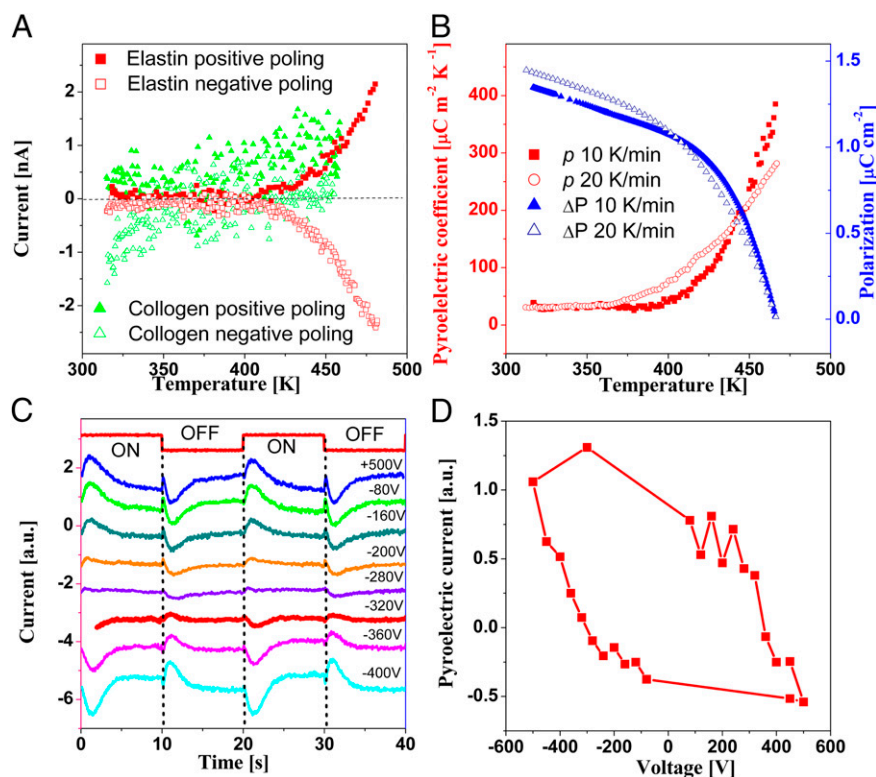 A
Elastin positive poling
Elastin negative poling
Collagen positive poling
Collagen negative poling
Current [nA]
2
1
0
-1
-2
300 350 400 450 500
Temperature [K]
B
Pyroelelctric coefficient [μC m⁻² K⁻¹]
400
300
200
100
0
p 10 K/min
p 20 K/min
ΔP 10 K/min
ΔP 20 K/min
1.5
1.0
0.5
0.0
Polarization [μC cm⁻²]
300 350 400 450 500
Temperature [K]
C
ON OFF ON OFF
+500V
-80V
-160V
-200V
-280V
-320V
-360V
-400V
Current [a.u.]
2
0
-2
-4
-6
0 10 20 30 40
Time [s]
D
Pyroelectric current [a.u.]
1.5
1.0
0.5
0.0
-0.5
-600 -400 -200 0 200 400 600
Voltage [V]